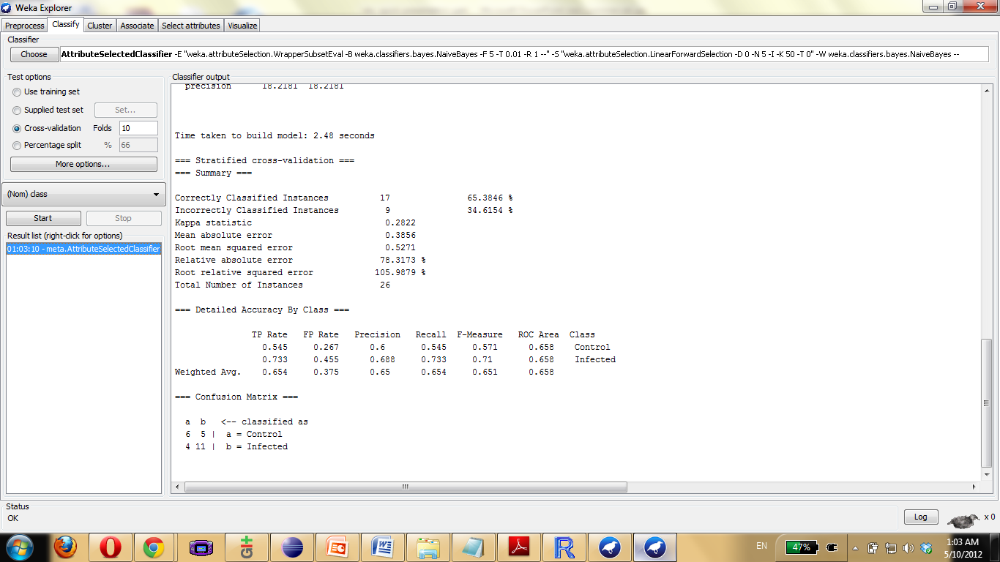 Weka Explorer
Preprocess Classify Cluster Associate Select attributes Visualize
Classifier
Choose AttributeSelectedClassifier -E "weka.attributeSelection.WrapperSubsetEval -B weka.classifiers.bayes.NaiveBayes -F 5 -T 0.01 -R 1 --" -S "weka.attributeSelection.LinearForwardSelection -D 0 -N 5 -I -K 50 -T 0" -W weka.classifiers.bayes.NaiveBayes --
Test options
Use training set
Supplied test set Set...
Cross-validation Folds 10
Percentage split % 66
More options...
(Nom) class
Start Stop
Result list (right-click for options)
01:03:10 - meta.AttributeSelectedClassifier
Classifier output
precision 18.2181 18.2181
Time taken to build model: 2.48 seconds
=== Stratified cross-validation ===
=== Summary ===
Correctly Classified Instances 17 65.3846 %
Incorrectly Classified Instances 9 34.6154 %
Kappa statistic 0.2822
Mean absolute error 0.3856
Root mean squared error 0.5271
Relative absolute error 78.3173 %
Root relative squared error 105.9879 %
Total Number of Instances 26
=== Detailed Accuracy By Class ===
TP Rate FP Rate Precision Recall F-Measure ROC Area Class
0.545 0.267 0.6 0.545 0.571 0.658 Control
0.733 0.455 0.688 0.733 0.71 0.658 Infected
Weighted Avg. 0.654 0.375 0.65 0.654 0.651 0.658
=== Confusion Matrix ===
a b <-- classified as
6 5 | a = Control
4 11 | b = Infected
Status
OK
Log x 0
git
EN 47% 1:03 AM
5/10/2012